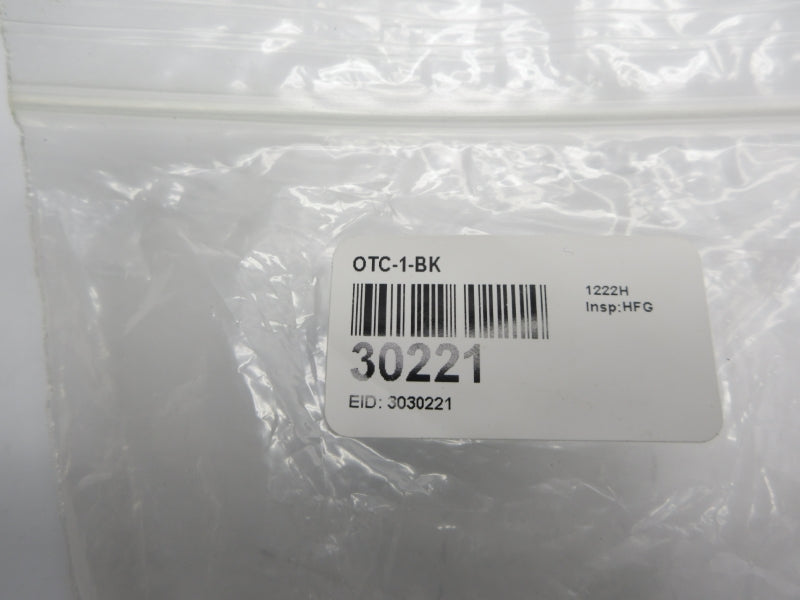 OTC-1-BK
1222H
Insp:HFG
30221
EID: 3030221